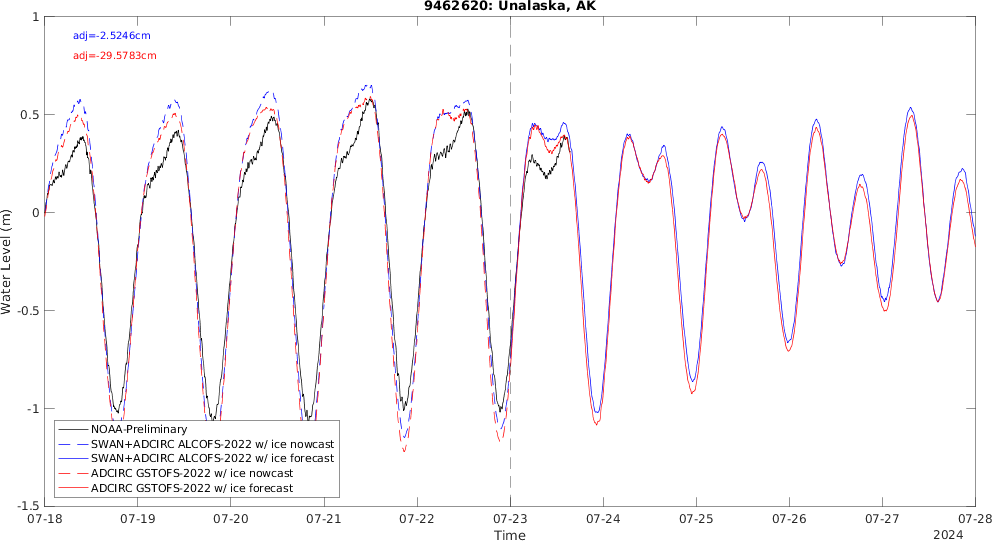 9462620: Unalaska, AK
adj=-2.5246cm
adj=-29.5783cm
Water Level (m)
1
0.5
0
-0.5
-1
-1.5
NOAA-Preliminary
SWAN+ADCIRC ALCOFS-2022 w/ ice nowcast
SWAN+ADCIRC ALCOFS-2022 w/ ice forecast
ADCIRC GSTOFS-2022 w/ ice nowcast
ADCIRC GSTOFS-2022 w/ ice forecast
07-18 07-19 07-20 07-21 07-22 07-23 07-24 07-25 07-26 07-27 07-28
Time
2024